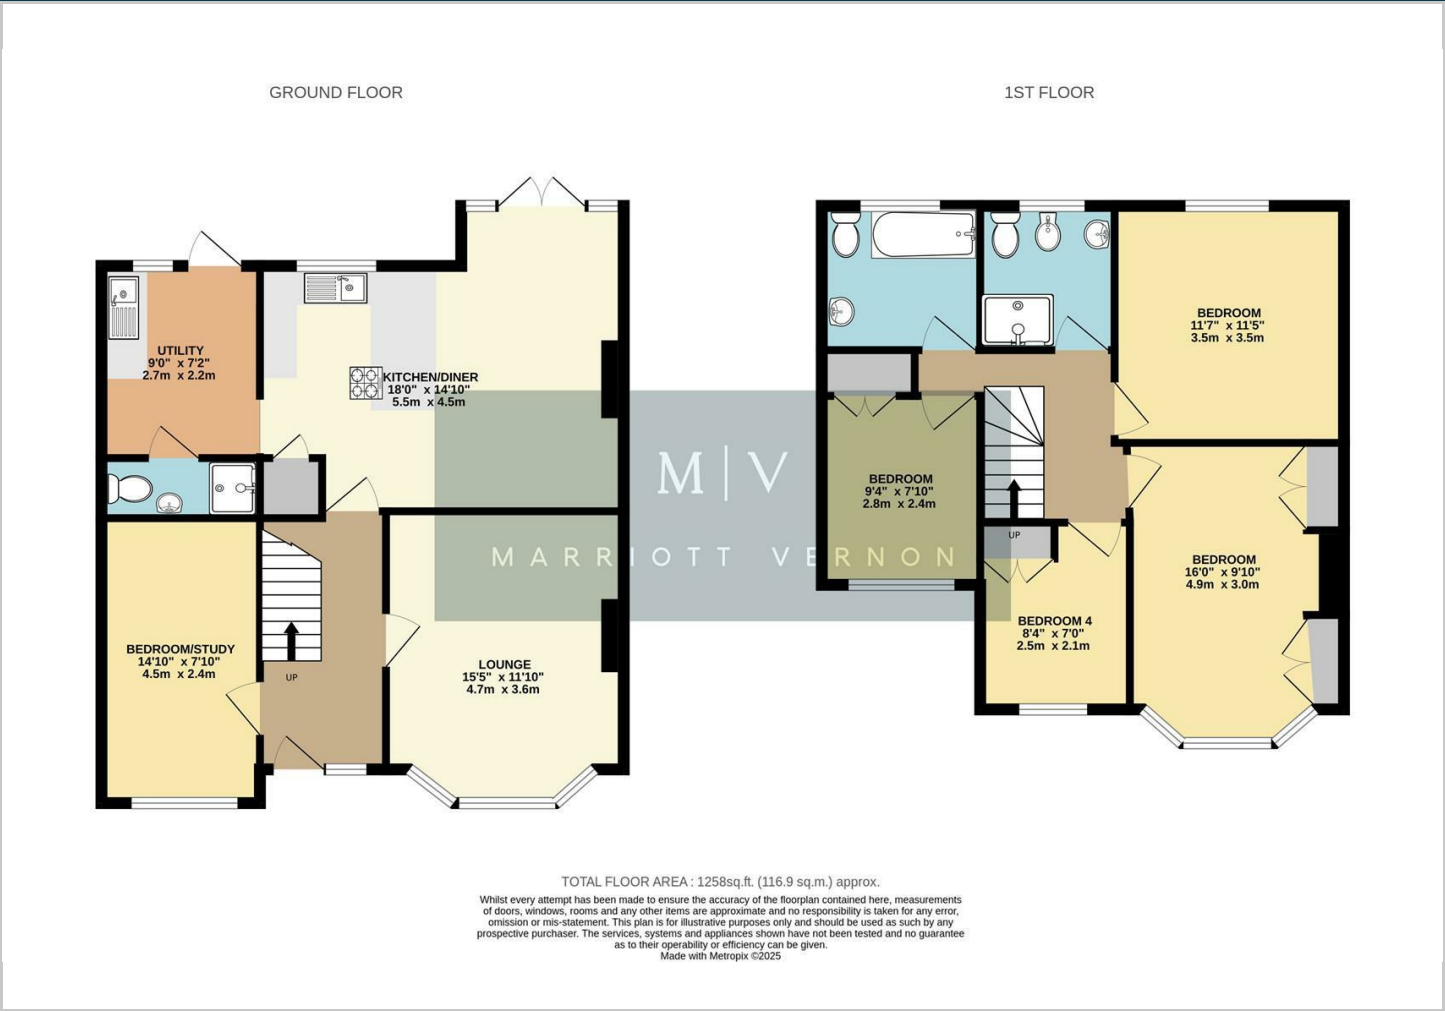 GROUND FLOOR
1ST FLOOR
UTILITY
9'0" x 7'2"
2.7m x 2.2m
KITCHEN/DINER
18'0" x 14'10"
5.5m x 4.5m
BEDROOM/STUDY
14'10" x 7'10"
4.5m x 2.4m
UP
LOUNGE
15'5" x 11'10"
4.7m x 3.6m
M|V
MARRIOTT VERNON
BEDROOM
11'7" x 11'5"
3.5m x 3.5m
BEDROOM
9'4" x 7'10"
2.8m x 2.4m
UP
BEDROOM
16'0" x 9'10"
4.9m x 3.0m
BEDROOM 4
8'4" x 7'0"
2.5m x 2.1m
TOTAL FLOOR AREA : 1258sq.ft. (116.9 sq.m.) approx.
Whilst every attempt has been made to ensure the accuracy of the floorplan contained here, measurements
of doors, windows, rooms and any other items are approximate and no responsibility is taken for any error,
omission or mis-statement. This plan is for illustrative purposes only and should be used as such by any
prospective purchaser. The services, systems and appliances shown have not been tested and no guarantee
as to their operability or efficiency can be given.
Made with Metropix ©2025